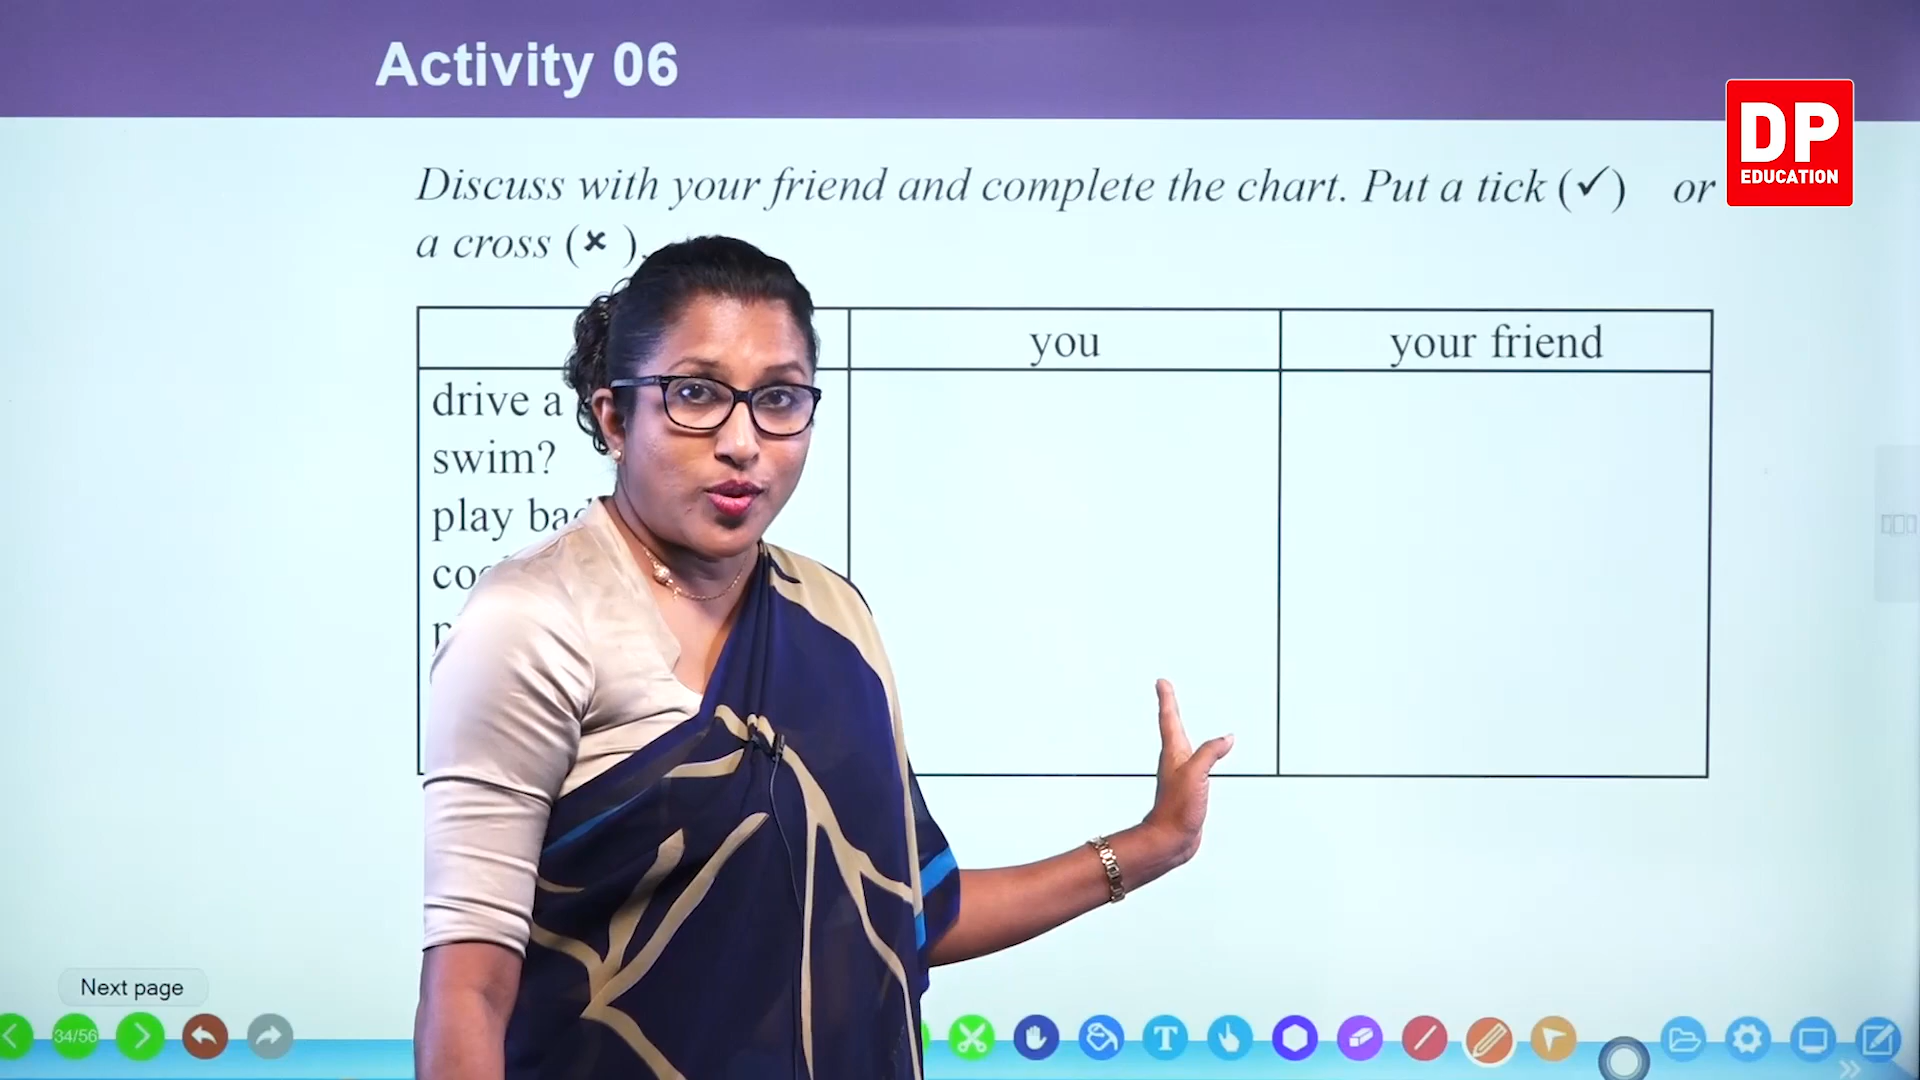 Activity 06
DP
EDUCATION
Discuss with your friend and complete the chart. Put a tick (✓) or
a cross (✗ ).
you your friend
drive a
swim?
play
Next page
34/56
T